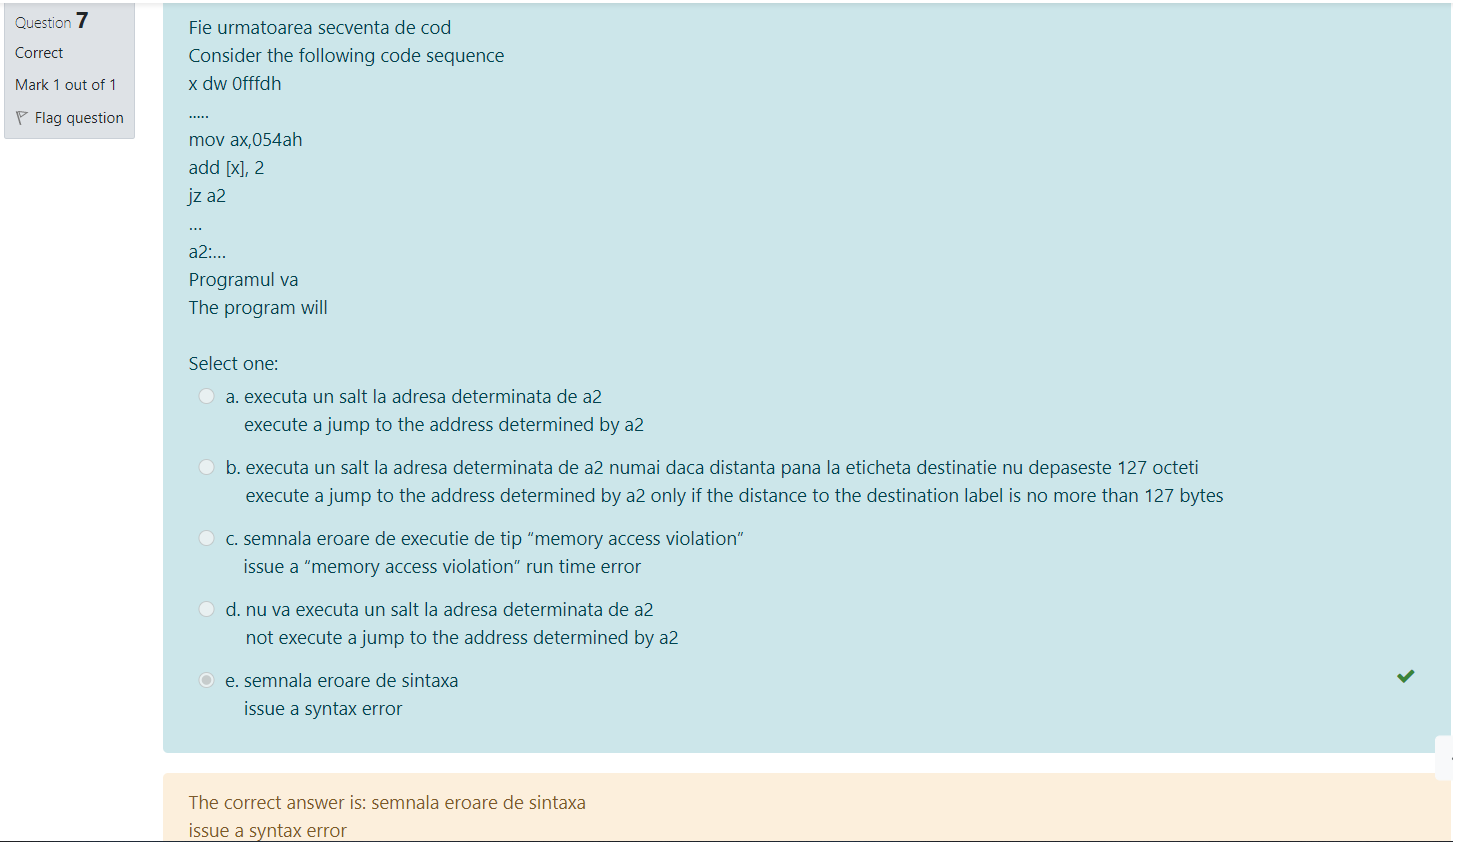 Question 7
Correct
Mark 1 out of 1
Flag question
Fie urmatoarea secventa de cod
Consider the following code sequence
x dw 0fffdh
.....
mov ax,054ah
add [x], 2
jz a2
...
a2:...
Programul va
The program will
Select one:
a. executa un salt la adresa determinata de a2
execute a jump to the address determined by a2
b. executa un salt la adresa determinata de a2 numai daca distanta pana la eticheta destinatie nu depaseste 127 octeti
execute a jump to the address determined by a2 only if the distance to the destination label is no more than 127 bytes
c. semnala eroare de executie de tip “memory access violation”
issue a “memory access violation” run time error
d. nu va executa un salt la adresa determinata de a2
not execute a jump to the address determined by a2
e. semnala eroare de sintaxa
issue a syntax error
The correct answer is: semnala eroare de sintaxa
issue a syntax error